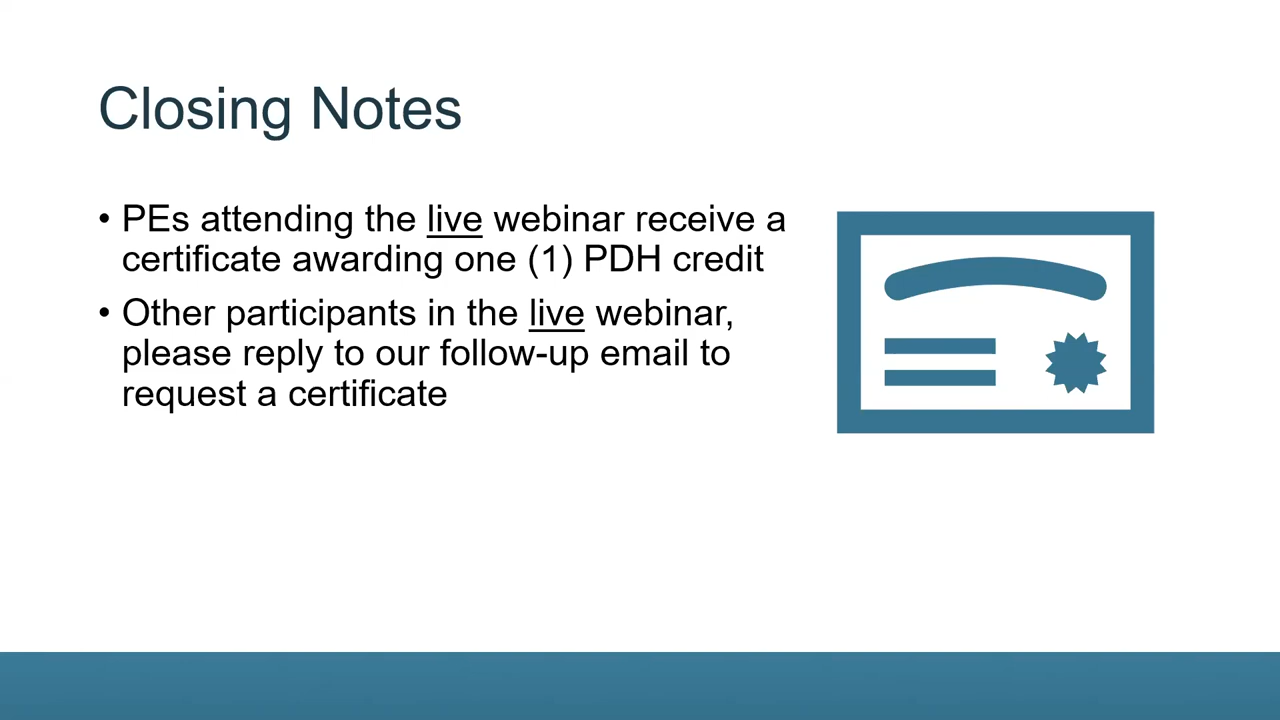 Closing Notes
• PEs attending the live webinar receive a
certificate awarding one (1) PDH credit
• Other participants in the live webinar,
please reply to our follow-up email to
request a certificate